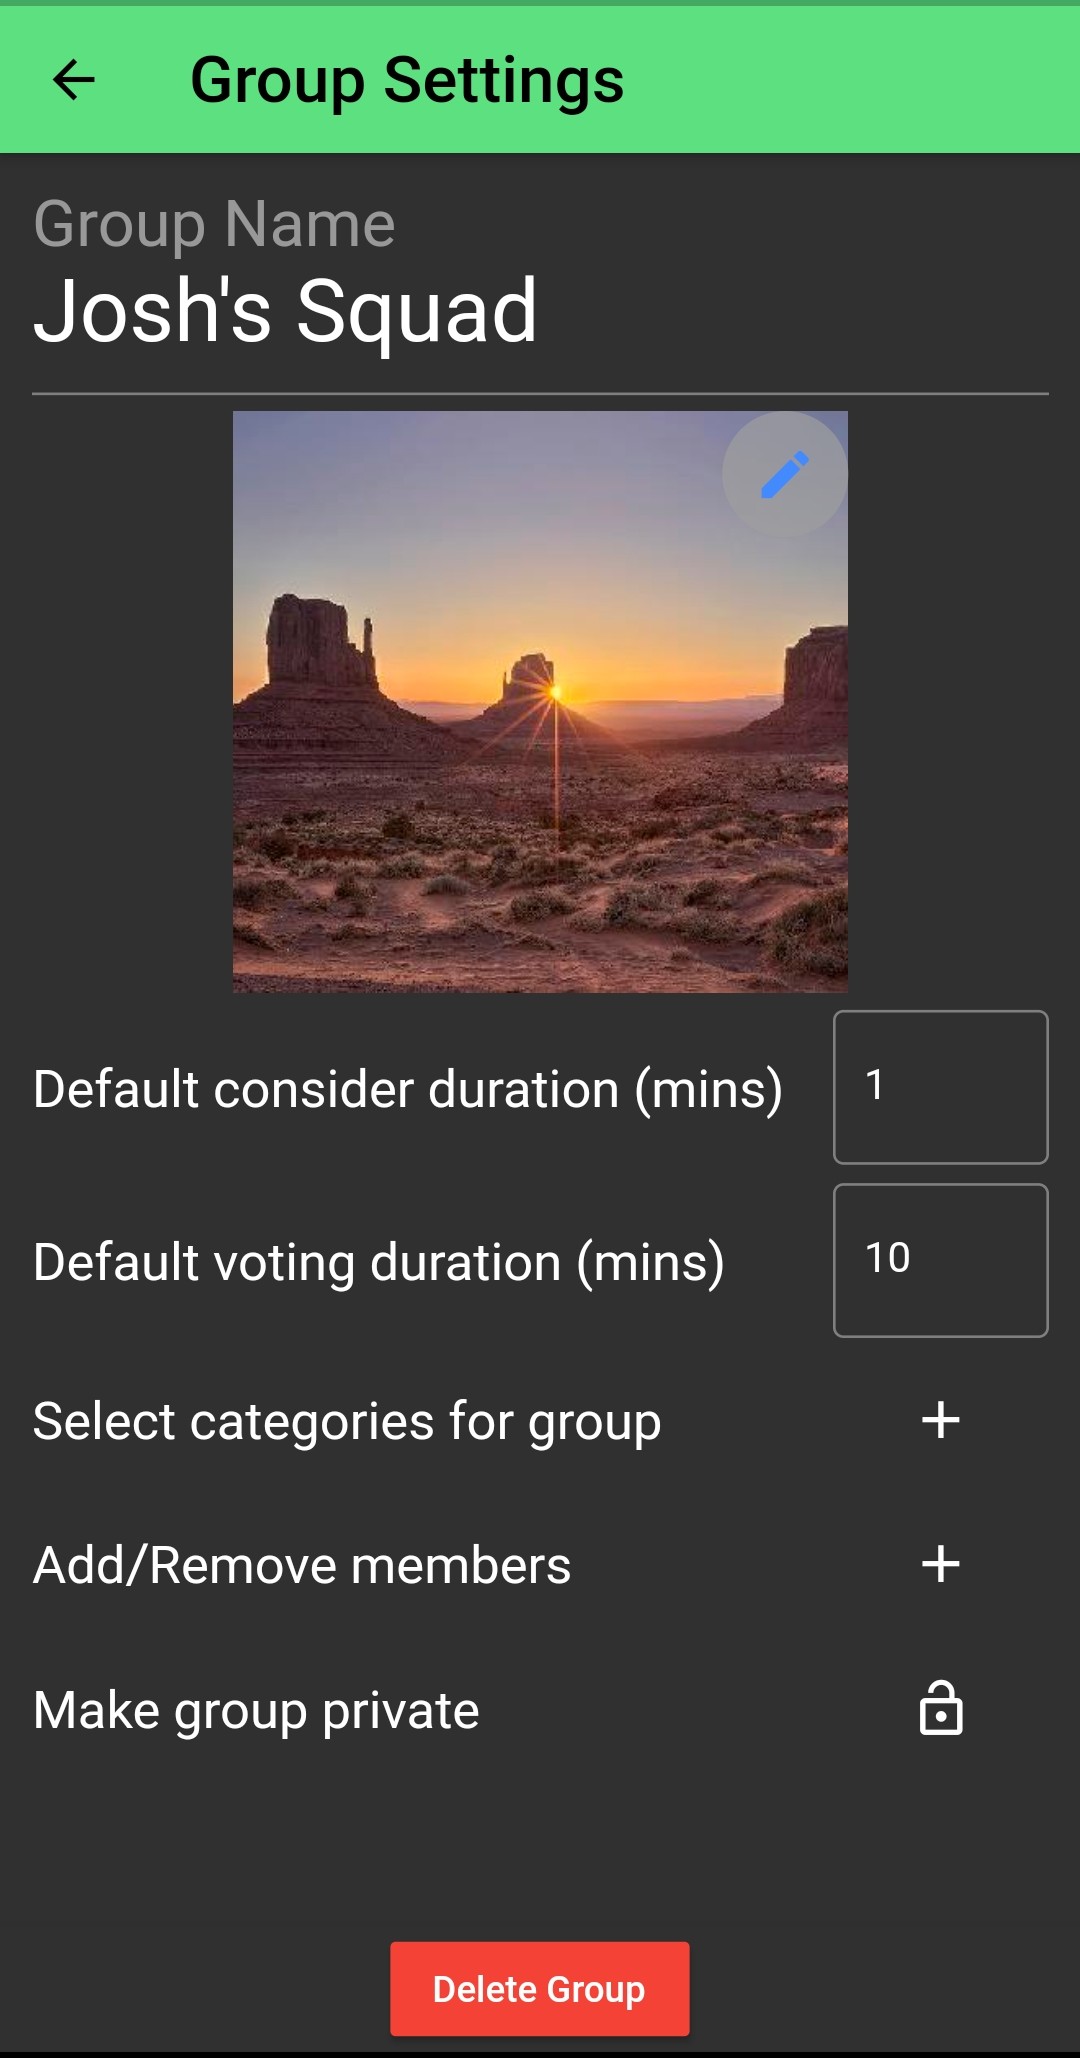 Group Settings
Group Name
Josh's Squad
Default consider duration (mins)
1
Default voting duration (mins)
10
Select categories for group
Add/Remove members
Make group private
Delete Group